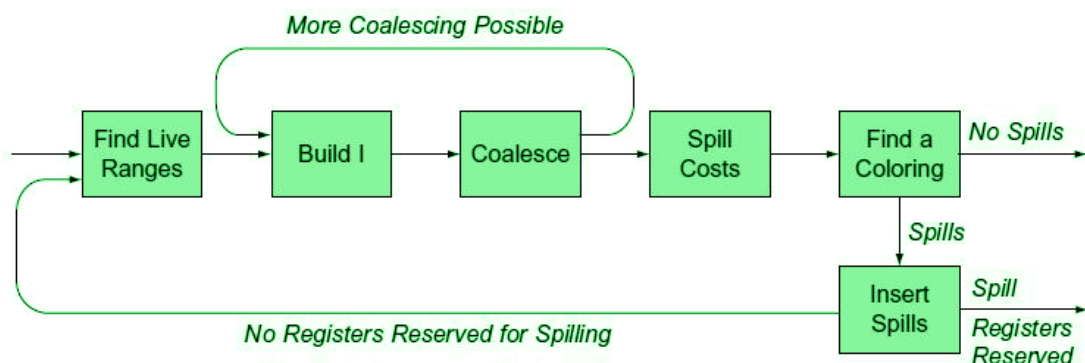 More Coalescing Possible
Find Live
Ranges
Build I
Coalesce
Spill
Costs
Find a
Coloring
No Spills
Spills
Insert
Spills
Spill
Registers
Reserved
No Registers Reserved for Spilling